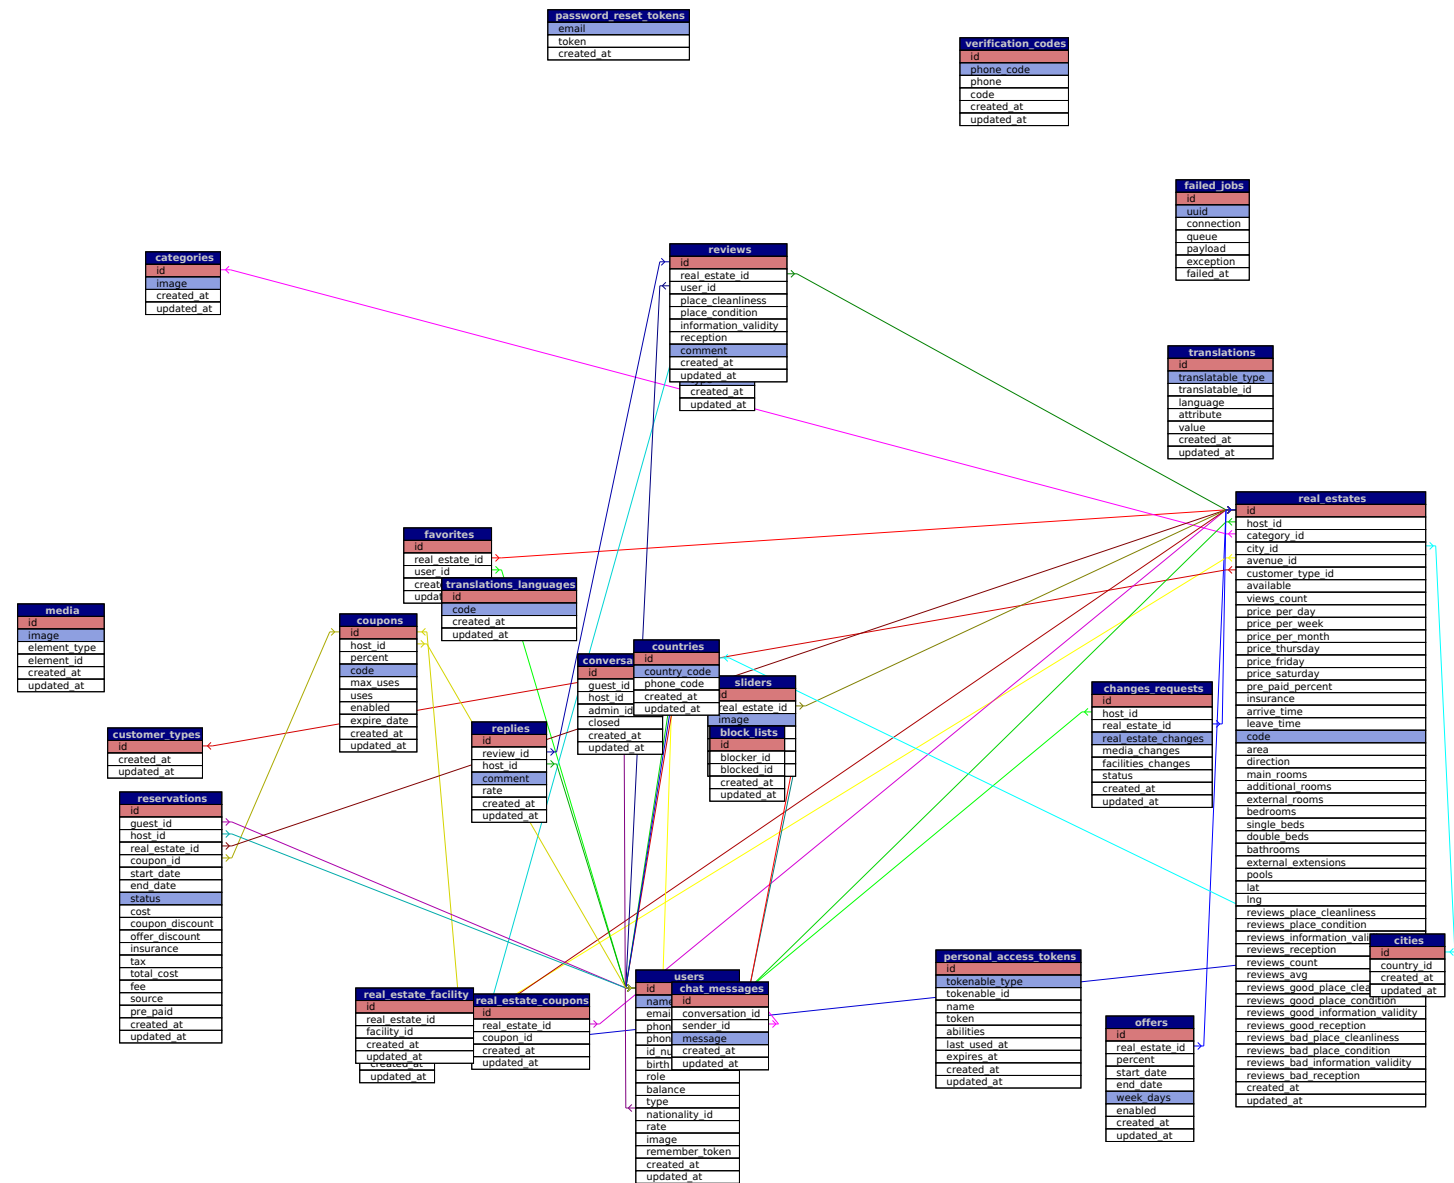 password_reset_tokens
email
token
created_at
verification_codes
id
phone_code
phone
code
created_at
updated_at
failed_jobs
id
uuid
connection
queue
payload
exception
failed_at
categories
id
image
created_at
updated_at
reviews
id
real_estate_id
user_id
place_cleanliness
place_condition
information_validity
reception
comment
created_at
updated_at
created_at
updated_at
translations
id
translatable_type
translatable_id
language
attribute
value
created_at
updated_at
real_estates
id
host_id
category_id
city_id
avenue_id
customer_type_id
available
views_count
price_per_day
price_per_week
price_per_month
price_thursday
price_friday
price_saturday
pre_paid_percent
insurance
arrive_time
leave_time
code
area
direction
main_rooms
additional_rooms
external_rooms
bedrooms
single_beds
double_beds
bathrooms
external_extensions
pools
lat
lng
reviews_place_cleanliness
reviews_place_condition
reviews_information_vali
reviews_reception
reviews_count
reviews_avg
reviews_good_place_clea
reviews_good_place_condition
reviews_good_information_validity
reviews_good_reception
reviews_bad_place_cleanliness
reviews_bad_place_condition
reviews_bad_information_validity
reviews_bad_reception
created_at
updated_at
favorites
id
real_estate_id
user_id
creat
updat
translations_languages
id
code
created_at
updated_at
media
id
image
element_type
element_id
created_at
updated_at
coupons
id
host_id
percent
code
max_uses
uses
enabled
expire_date
created_at
updated_at
conversa
id
guest_id
host_id
admin_id
closed
created_at
updated_at
countries
id
country_code
phone_code
created_at
updated_at
sliders
id
real_estate_id
image
block_lists
id
blocker_id
blocked_id
created_at
updated_at
changes_requests
id
host_id
real_estate_id
real_estate_changes
media_changes
facilities_changes
status
created_at
updated_at
customer_types
id
created_at
updated_at
replies
id
review_id
host_id
comment
rate
created_at
updated_at
reservations
id
guest_id
host_id
real_estate_id
coupon_id
start_date
end_date
status
cost
coupon_discount
offer_discount
insurance
tax
total_cost
fee
source
pre_paid
created_at
updated_at
cities
id
country_id
created_at
updated_at
personal_access_tokens
id
tokenable_type
tokenable_id
name
token
abilities
last_used_at
expires_at
created_at
updated_at
real_estate_facility
id
real_estate_id
facility_id
created_at
updated_at
created_at
updated_at
real_estate_coupons
id
real_estate_id
coupon_id
created_at
updated_at
users
id
name
emai
phon
phon
id_nu
birth
role
balance
type
nationality_id
rate
image
remember_token
created_at
updated_at
chat_messages
id
conversation_id
sender_id
message
created_at
updated_at
offers
id
real_estate_id
percent
start_date
end_date
week_days
enabled
created_at
updated_at